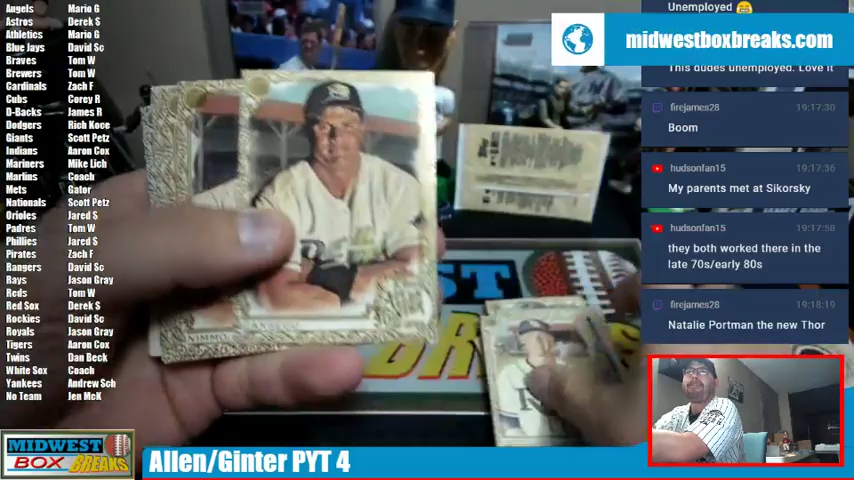 Angels Mario G
Astros Derek S
Athletics Mario G
Blue Jays David Sc
Braves Tom W
Brewers Tom W
Cardinals Zach F
Cubs Corey R
D-Backs James R
Dodgers Rich Koce
Giants Scott Petz
Indians Aaron Cox
Mariners Mike Lich
Marlins Coach
Mets Gator
Nationals Scott Petz
Orioles Jared S
Padres Tom W
Phillies Jared S
Pirates Zach F
Rangers David Sc
Rays Jason Gray
Reds Tom W
Red Sox Derek S
Rockies David Sc
Royals Jason Gray
Tigers Aaron Cox
Twins Dan Beck
White Sox Coach
Yankees Andrew Sch
No Team Jen McK
MIDWEST
BOX BREAKS
NIMMO
Topps
WEST
Allen/Ginter PYT 4
Unemployed 😂
midwestboxbreaks.com
This dudes unemployed. Love it
firejames28 19:17:30
Boom
hudsonfan15 19:17:36
My parents met at Sikorsky
hudsonfan15 19:17:58
they both worked there in the
late 70s/early 80s
firejames28 19:18:19
Natalie Portman the new Thor